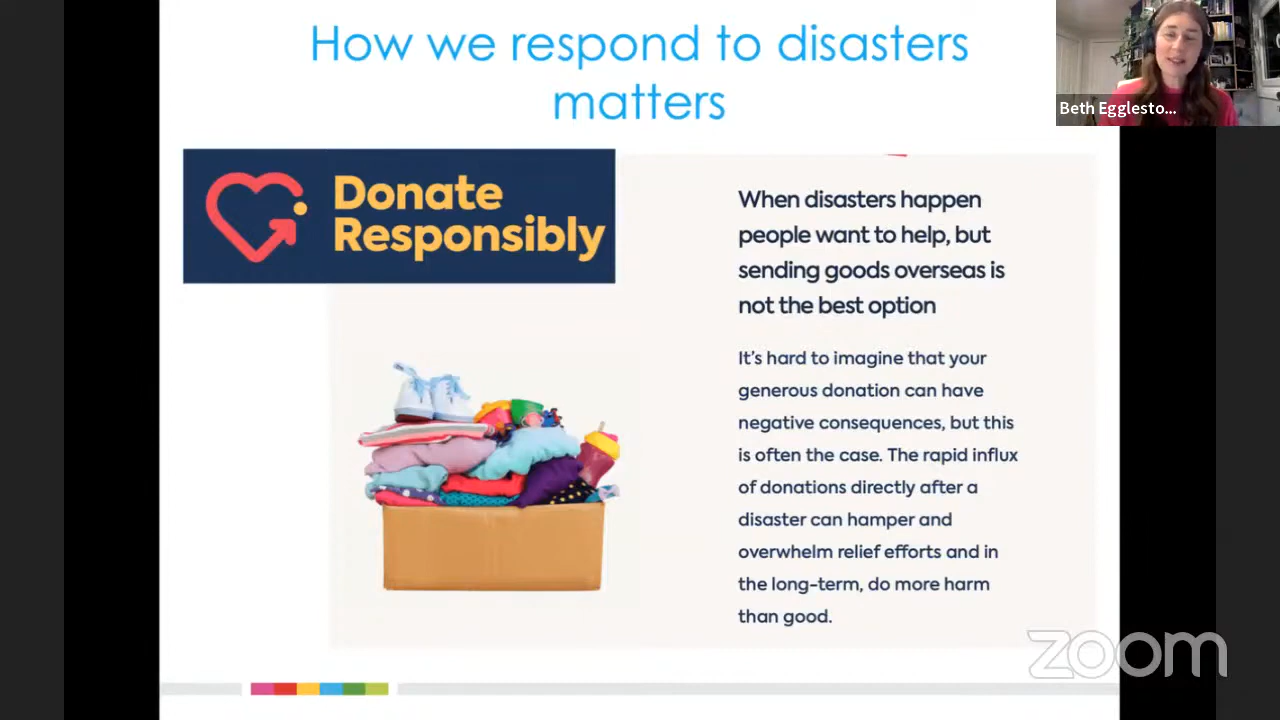 How we respond to disasters
matters
Beth Egglesto...
Donate
Responsibly
When disasters happen
people want to help, but
sending goods overseas is
not the best option
It's hard to imagine that your
generous donation can have
negative consequences, but this
is often the case. The rapid influx
of donations directly after a
disaster can hamper and
overwhelm relief efforts and in
the long-term, do more harm
than good.
zoom